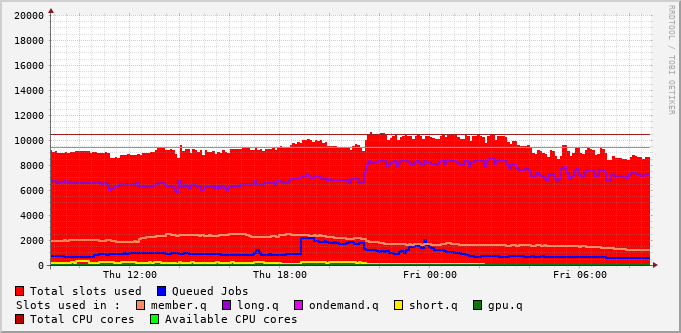 20000
18000
16000
14000
12000
10000
8000
6000
4000
2000
0
Thu 12:00 Thu 18:00 Fri 00:00 Fri 06:00
RRDTOOL / TOBI OETIKER
Total slots used Queued Jobs
Slots used in : member.q long.q ondemand.q short.q gpu.q
Total CPU cores Available CPU cores